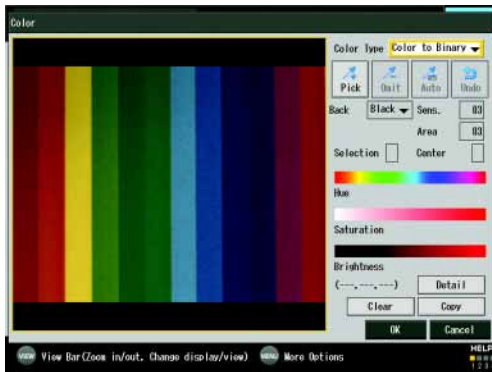 Color
Color Type Color to Binary
Pick Omit Auto Undo
Back Black Sens. 03
Area 03
Selection Center
Hue
Saturation
Brightness
(---,---,---) Detail
Clear Copy
OK Cancel
VIEW View Bar(Zoom in/out, Change display/view) MENU More Options
HELP
1 2 3